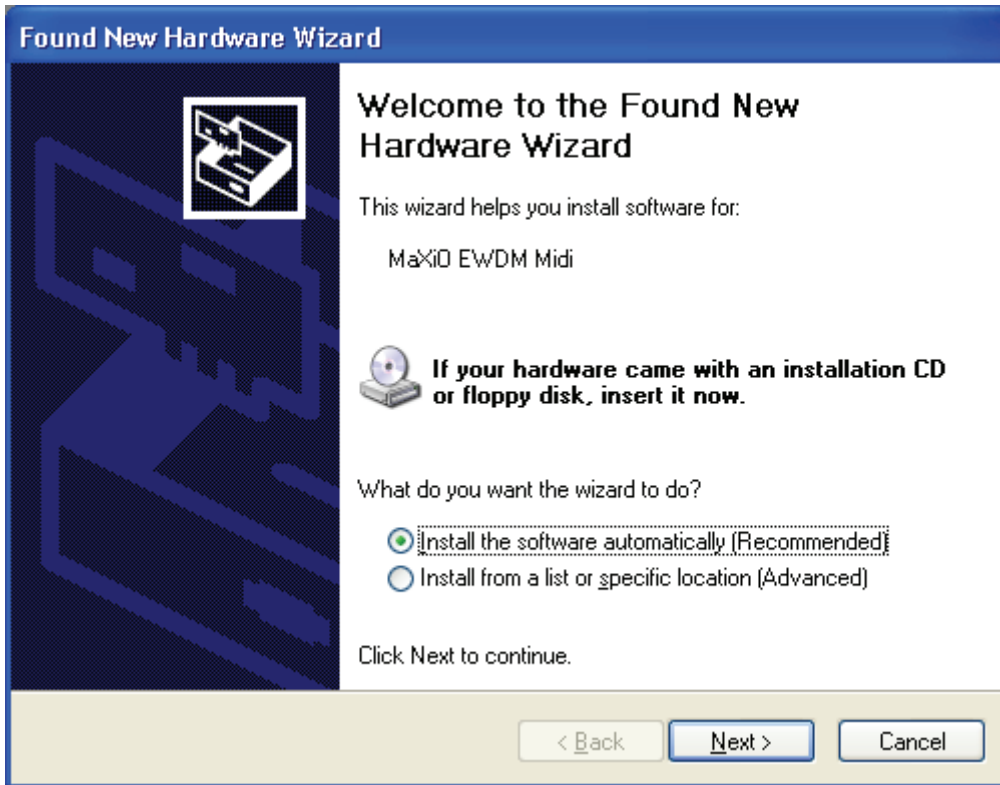 Found New Hardware Wizard
Welcome to the Found New
Hardware Wizard
This wizard helps you install software for:
MaXiO EWDM Midi
If your hardware came with an installation CD
or floppy disk, insert it now.
What do you want the wizard to do?
Install the software automatically (Recommended)
Install from a list or specific location (Advanced)
Click Next to continue.
< Back Next > Cancel